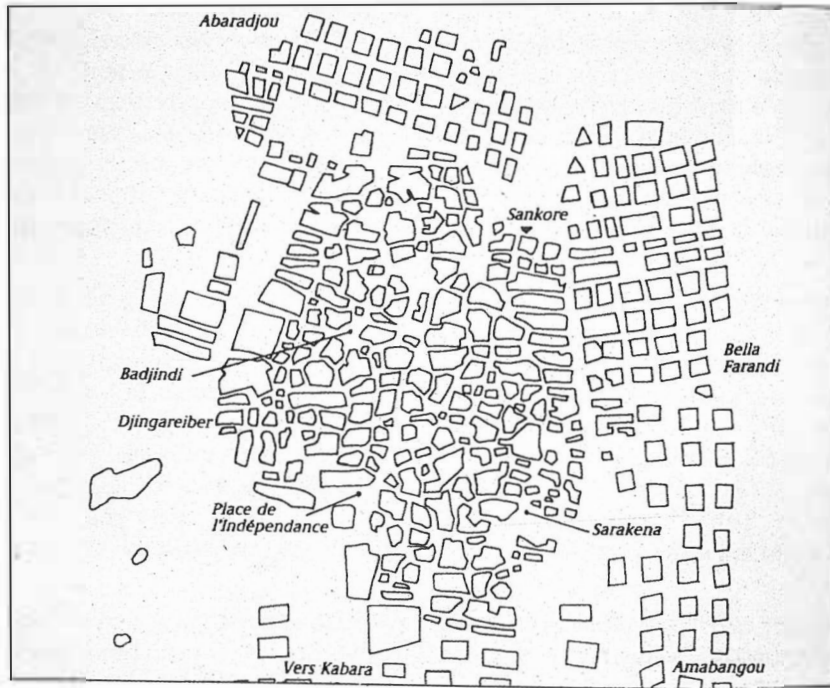 Abaradjou
Sankore
Bella
Farandi
Badjindi
Djingareiber
Place de
l'Indépendance
Sarakena
Vers Kabara
Amabangou